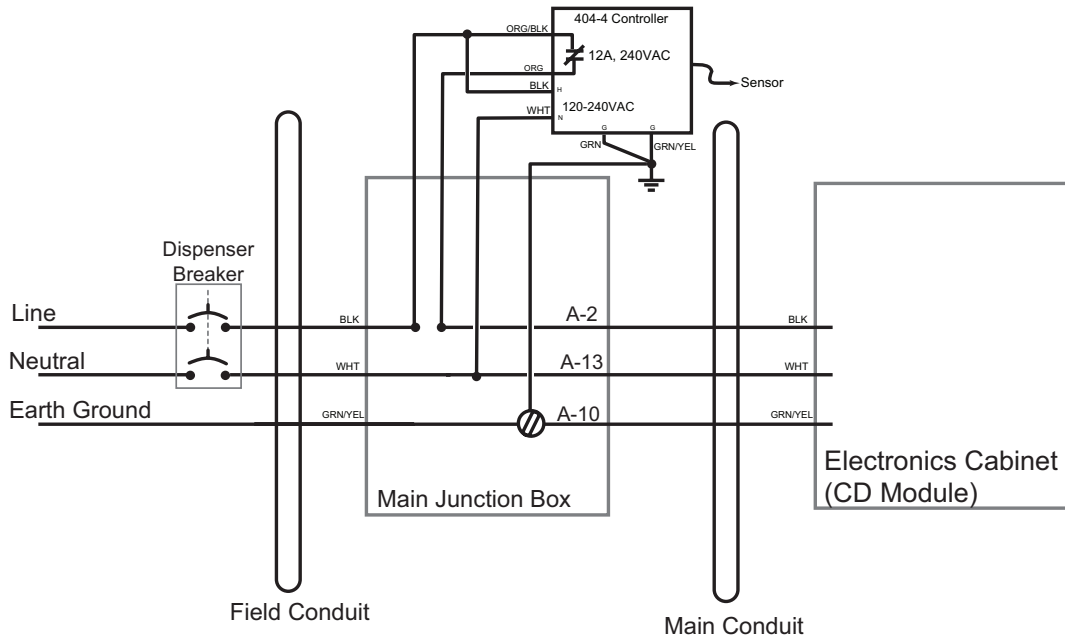 404-4 Controller
ORG/BLK
12A, 240VAC
ORG
BLK
H
Sensor
WHT
120-240VAC
N
G
G
GRN
GRN/YEL
Dispenser
Breaker
Line
BLK
A-2
BLK
Neutral
WHT
A-13
WHT
Earth Ground
GRN/YEL
A-10
GRN/YEL
Electronics Cabinet
(CD Module)
Main Junction Box
Field Conduit
Main Conduit